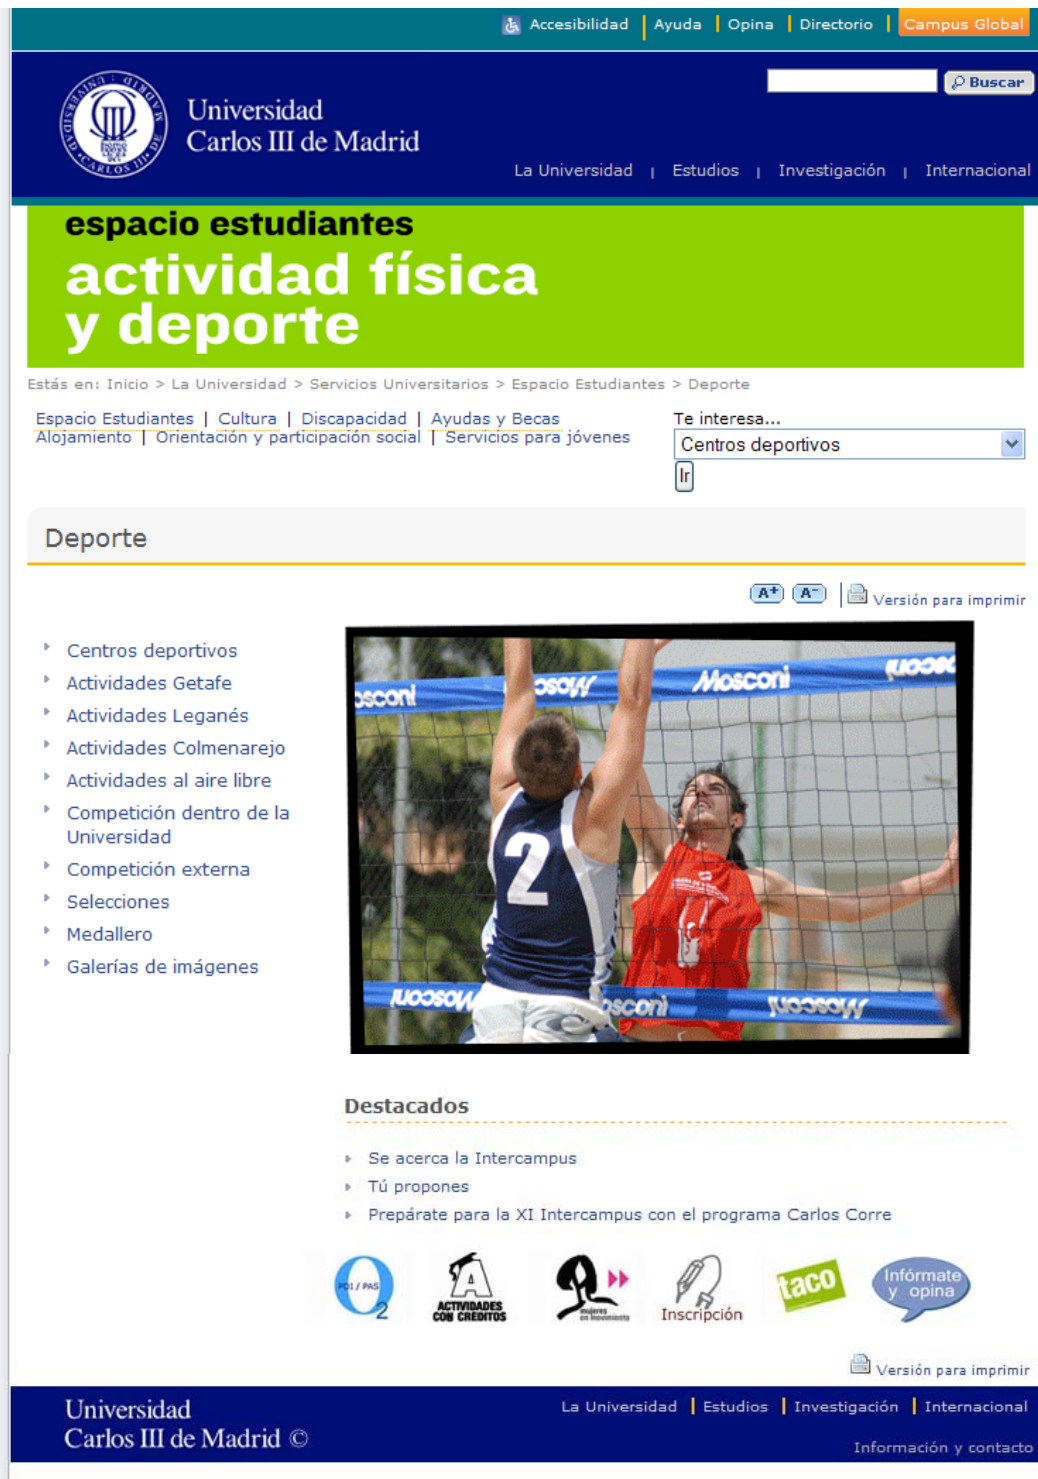 Accesibilidad | Ayuda | Opina | Directorio | Campus Global
Buscar
Universidad
Carlos III de Madrid
La Universidad | Estudios | Investigación | Internacional
espacio estudiantes
actividad física
y deporte
Estás en: Inicio > La Universidad > Servicios Universitarios > Espacio Estudiantes > Deporte
Espacio Estudiantes | Cultura | Discapacidad | Ayudas y Becas
Alojamiento | Orientación y participación social | Servicios para jóvenes
Te interesa...
Centros deportivos
Ir
Deporte
A+ A- | Versión para imprimir
Centros deportivos
Actividades Getafe
Actividades Leganés
Actividades Colmenarejo
Actividades al aire libre
Competición dentro de la
Universidad
Competición externa
Selecciones
Medallero
Galerías de imágenes
Mosconi
2
Mosconi
Destacados
Se acerca la Intercampus
Tú propones
Prepárate para la XI Intercampus con el programa Carlos Corre
PDI / PAS
O2
A
ACTIVIDADES
CON CRÉDITOS
mujeres
en movimiento
Inscripción
taco
Infórmate
y opina
Versión para imprimir
Universidad
Carlos III de Madrid ©
La Universidad | Estudios | Investigación | Internacional
Información y contacto